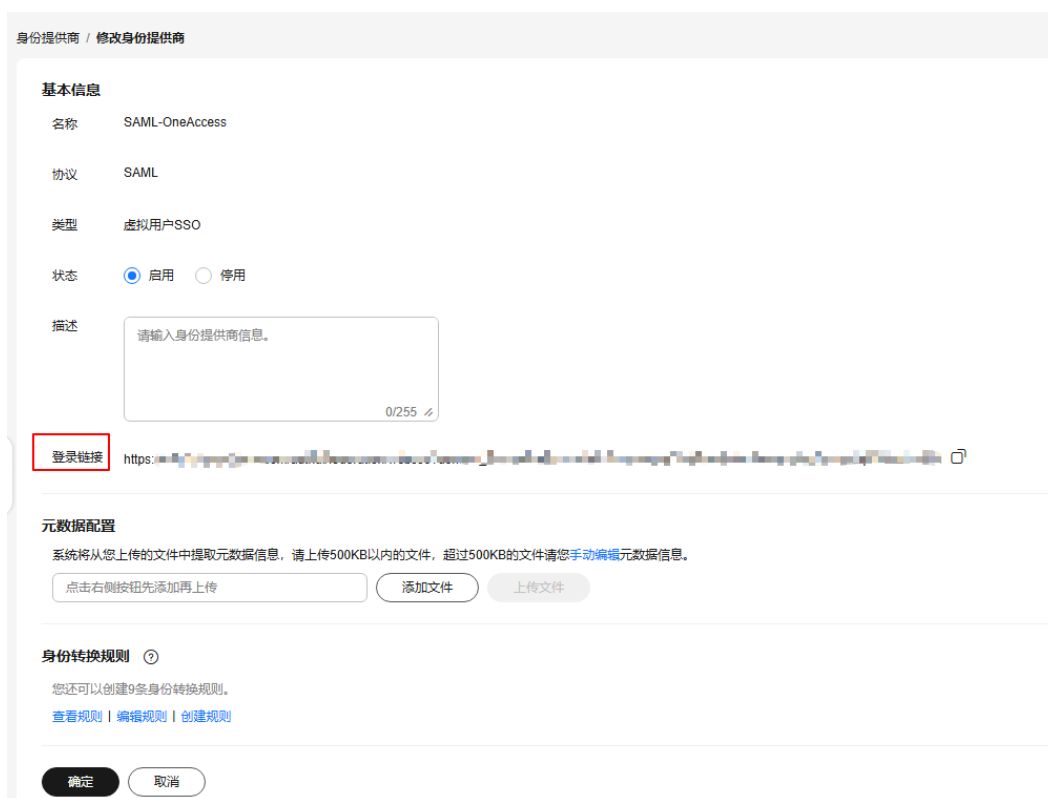 身份提供商 / 修改身份提供商
基本信息
名称 SAML-OneAccess
协议 SAML
类型 虚拟用户SSO
状态 启用 停用
描述 请输入身份提供商信息。
0/255
登录链接 https:
元数据配置
系统将从您上传的文件中提取元数据信息，请上传500KB以内的文件，超过500KB的文件请您手动编辑元数据信息。
点击右侧按钮先添加再上传 添加文件 上传文件
身份转换规则 ?
您还可以创建9条身份转换规则。
查看规则 | 编辑规则 | 创建规则
确定 取消